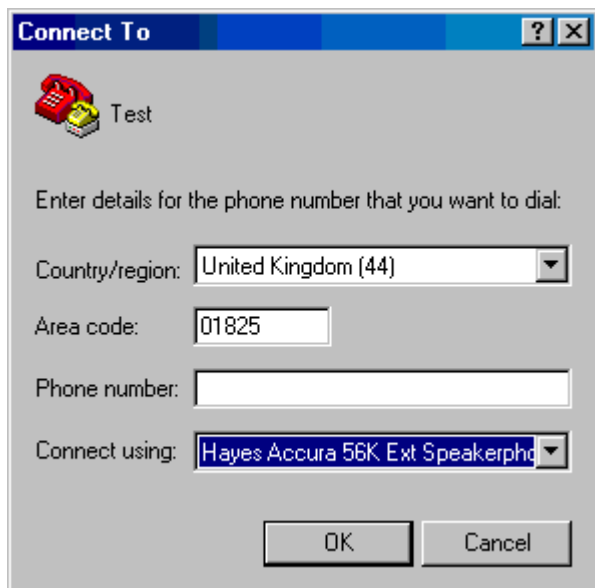 Connect To
Test
Enter details for the phone number that you want to dial:
Country/region: United Kingdom (44)
Area code: 01825
Phone number:
Connect using: Hayes Accura 56K Ext Speakerpho
OK Cancel